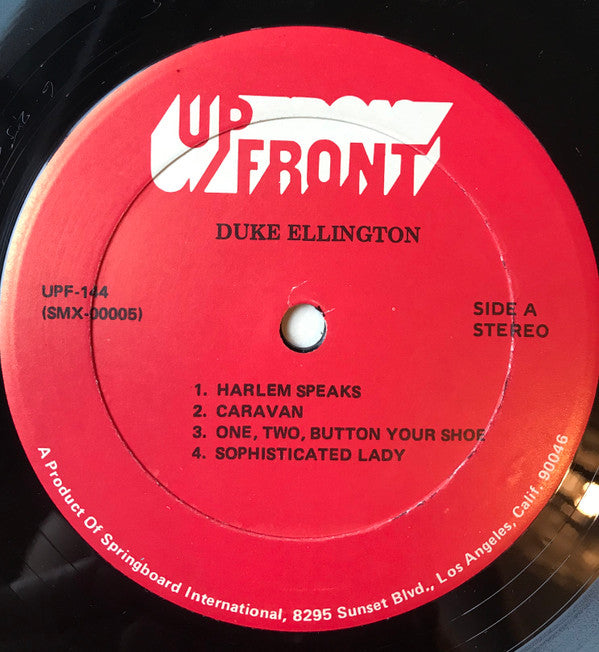 UP
FRONT
DUKE ELLINGTON
UPF-144
(SMX-00005)
SIDE A
STEREO
1. HARLEM SPEAKS
2. CARAVAN
3. ONE, TWO, BUTTON YOUR SHOE
4. SOPHISTICATED LADY
A Product Of Springboard International, 8295 Sunset Blvd., Los Angeles, Calif. 90046